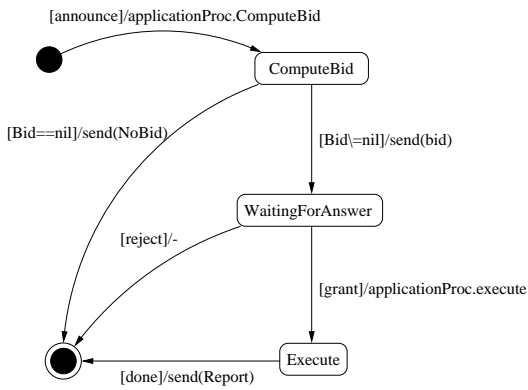 [announce]/applicationProc.ComputeBid
ComputeBid
[Bid==nil]/send(NoBid)
[Bid\=nil]/send(bid)
WaitingForAnswer
[reject]/-
[grant]/applicationProc.execute
Execute
[done]/send(Report)